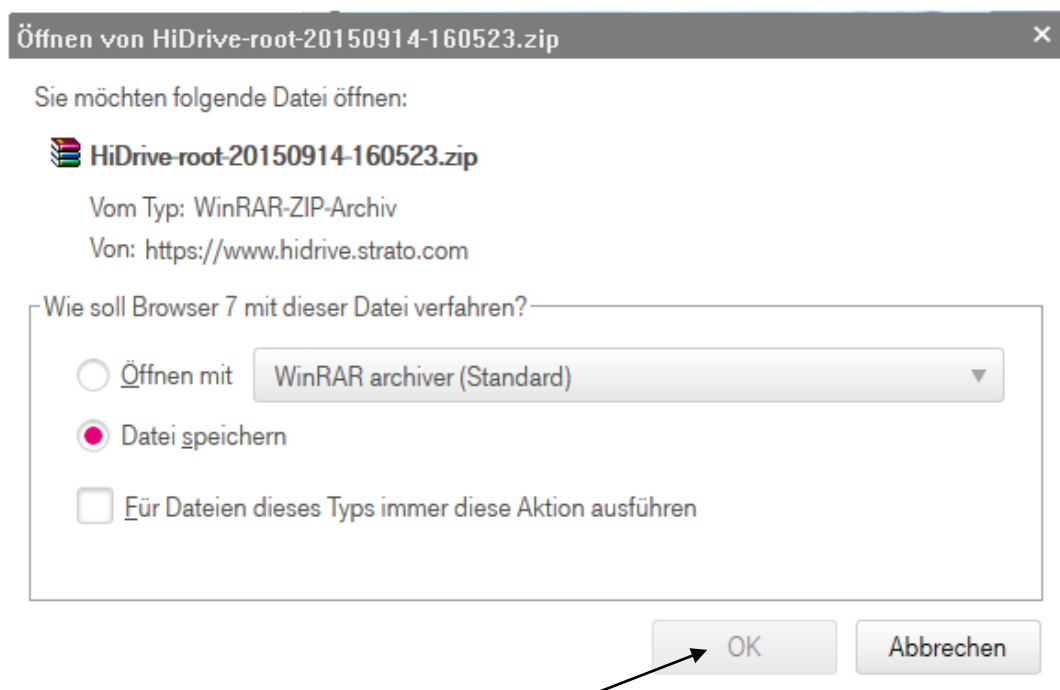 Öffnen von HiDrive-root-20150914-160523.zip
Sie möchten folgende Datei öffnen:
HiDrive-root-20150914-160523.zip
Vom Typ: WinRAR-ZIP-Archiv
Von: https://www.hidrive.strato.com
Wie soll Browser 7 mit dieser Datei verfahren?
Öffnen mit WinRAR archiver (Standard)
Datei speichern
Für Dateien dieses Typs immer diese Aktion ausführen
OK Abbrechen